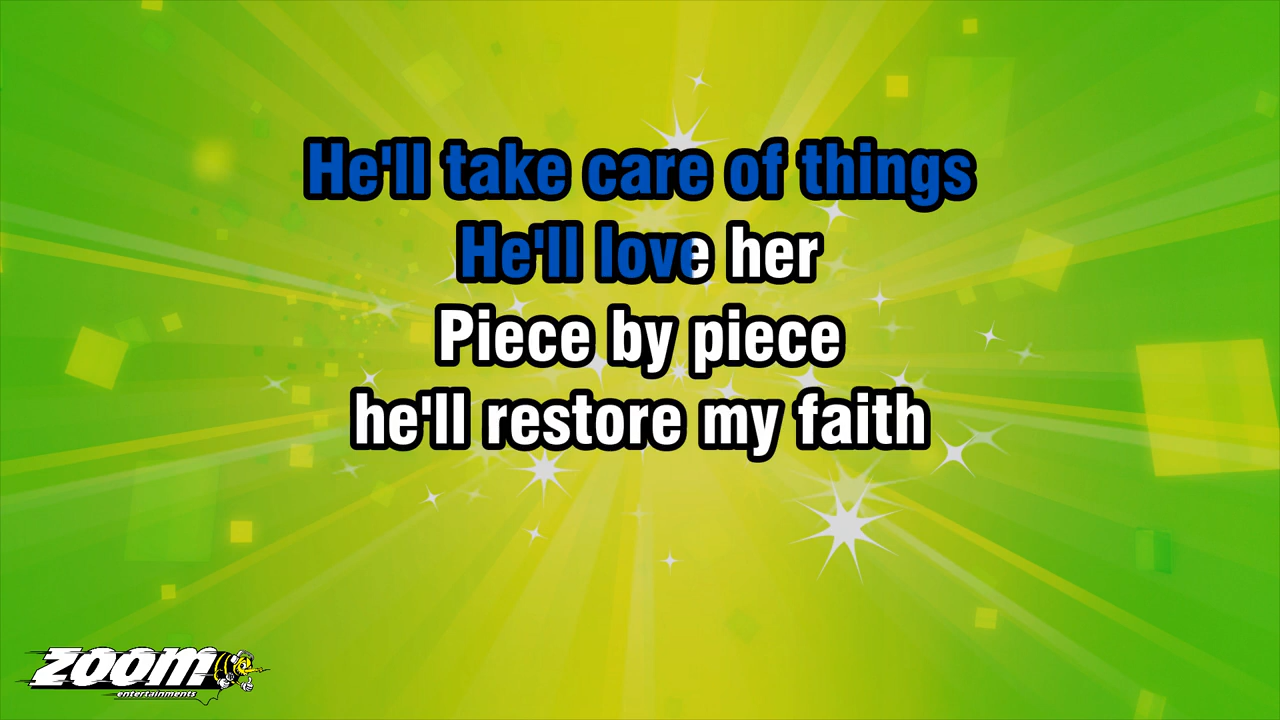 He'll take care of things
He'll love her
Piece by piece
he'll restore my faith
ZOOM
entertainments